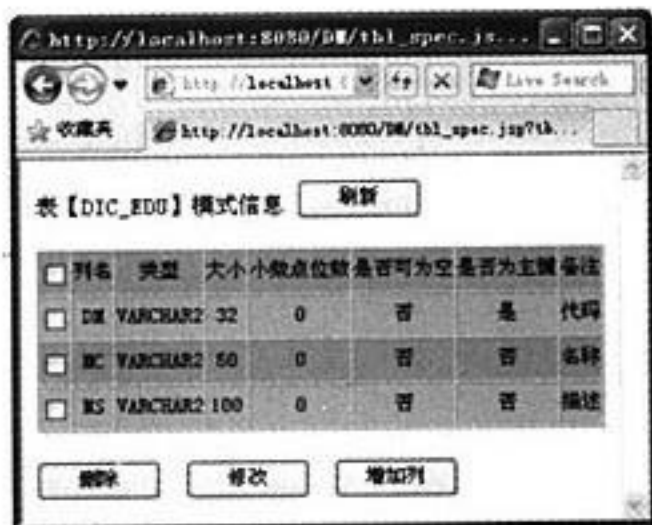 http://localhost:8080/DM/tbl_spec.js...
http://localhost:
Live Search
收藏夹
http://localhost:8080/DM/tbl_spec.jsp?tb...
表【DIC_EDU】模式信息 刷新
列名 类型 大小 小数点位数 是否可为空 是否为主键 备注
DM VARCHAR2 32 0 否 是 代码
MC VARCHAR2 60 0 否 否 名称
MS VARCHAR2 100 0 否 否 描述
删除 修改 增加列